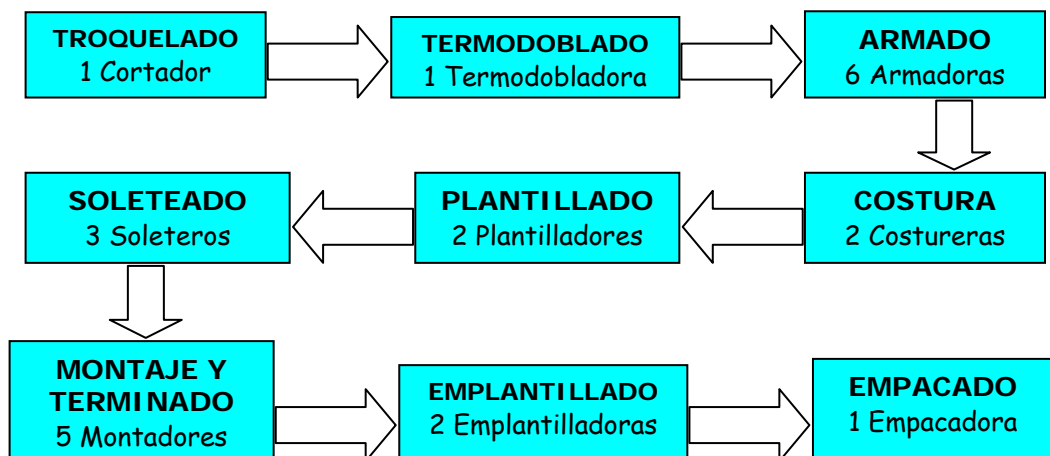 TROQUELADO
1 Cortador
TERMODOBLADO
1 Termodobladora
ARMADO
6 Armadoras
COSTURA
2 Costureras
PLANTILLADO
2 Plantilladores
SOLETEADO
3 Soleteros
MONTAJE Y
TERMINADO
5 Montadores
EMPLANTILLADO
2 Emplantilladoras
EMPACADO
1 Empacadora